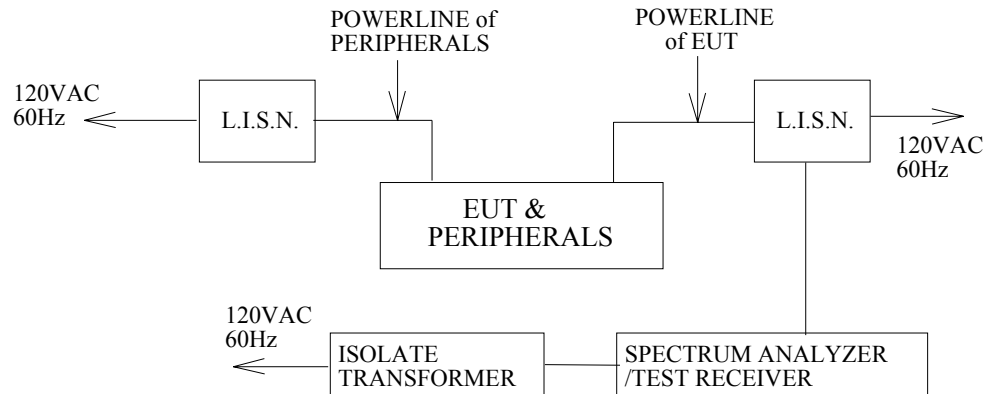 POWERLINE of
PERIPHERALS
POWERLINE
of EUT
120VAC
60Hz
L.I.S.N.
L.I.S.N.
120VAC
60Hz
EUT &
PERIPHERALS
120VAC
60Hz
ISOLATE
TRANSFORMER
SPECTRUM ANALYZER
/TEST RECEIVER